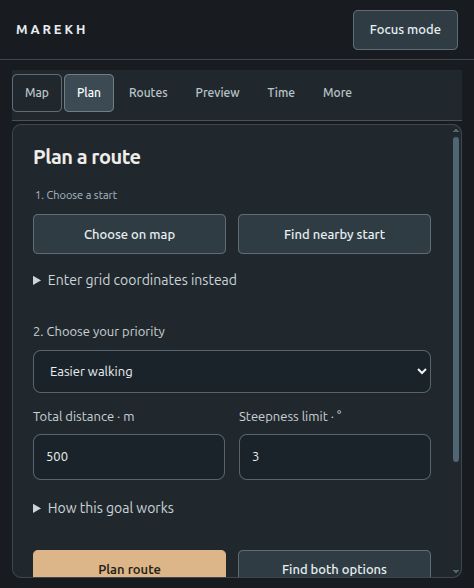 MAREKH
Focus mode
Map Plan Routes Preview Time More
Plan a route
1. Choose a start
Choose on map Find nearby start
▶ Enter grid coordinates instead
2. Choose your priority
Easier walking
Total distance · m Steepness limit · °
500 3
▶ How this goal works
Plan route Find both options